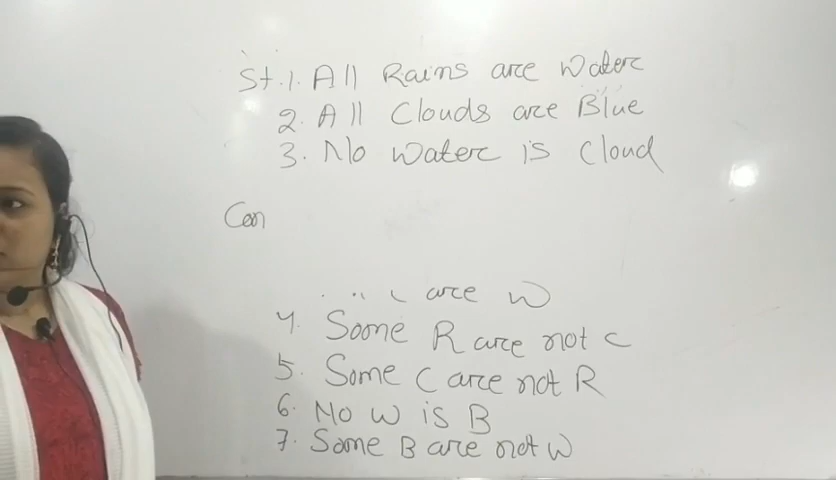 St.1. All Rains are Water
2. All Clouds are Blue
3. No Water is Cloud
Con
are W
4. Some R are not C
5. Some C are not R
6. No W is B
7. Some B are not W